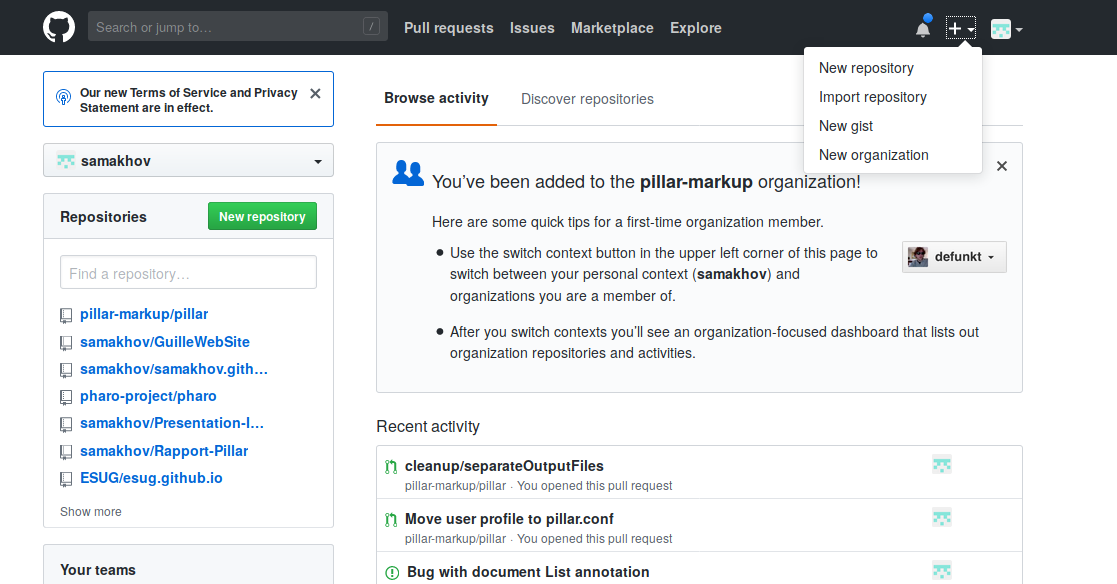 Search or jump to…
/
Pull requests
Issues
Marketplace
Explore
New repository
Import repository
New gist
New organization
Our new Terms of Service and Privacy
Statement are in effect.
samakhov
Repositories
New repository
Find a repository…
pillar-markup/pillar
samakhov/GuilleWebSite
samakhov/samakhov.gith…
pharo-project/pharo
samakhov/Presentation-I…
samakhov/Rapport-Pillar
ESUG/esug.github.io
Show more
Your teams
Browse activity
Discover repositories
You’ve been added to the pillar-markup organization!
Here are some quick tips for a first-time organization member.
● Use the switch context button in the upper left corner of this page to
switch between your personal context (samakhov) and
organizations you are a member of.
defunkt
● After you switch contexts you’ll see an organization-focused dashboard that lists out
organization repositories and activities.
Recent activity
cleanup/separateOutputFiles
pillar-markup/pillar · You opened this pull request
Move user profile to pillar.conf
pillar-markup/pillar · You opened this pull request
Bug with document List annotation